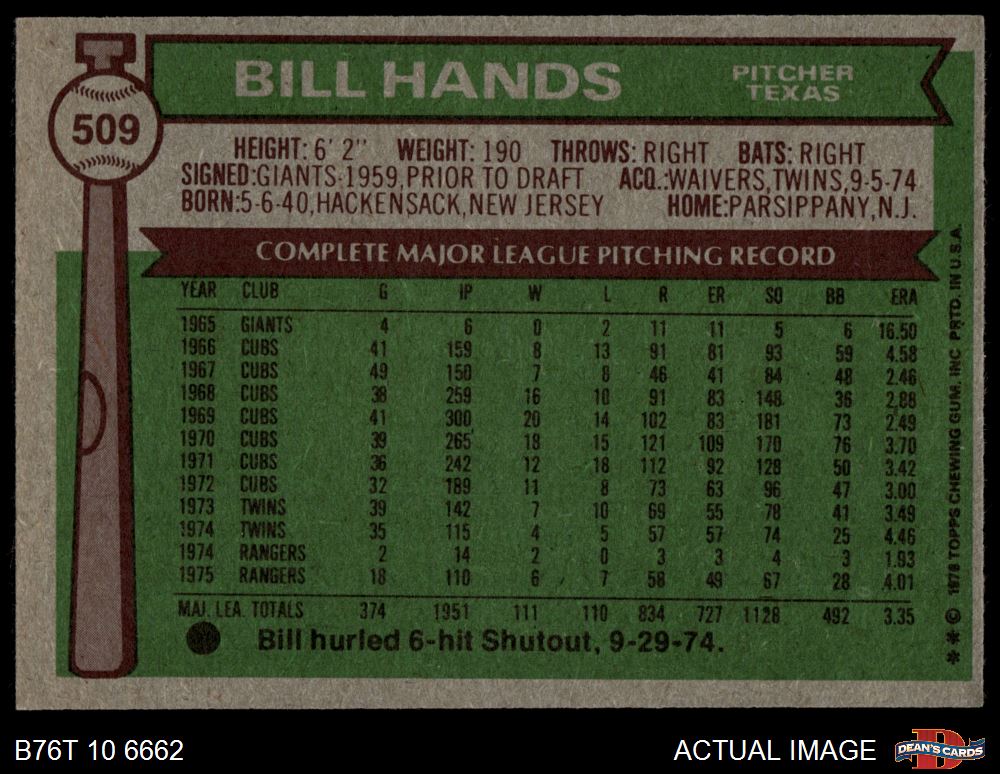 BILL HANDS
PITCHER
TEXAS
509
HEIGHT: 6' 2" WEIGHT: 190 THROWS: RIGHT BATS: RIGHT
SIGNED:GIANTS-1959,PRIOR TO DRAFT ACQ.:WAIVERS,TWINS,9-5-74
BORN:5-6-40,HACKENSACK,NEW JERSEY HOME:PARSIPPANY,N.J.
COMPLETE MAJOR LEAGUE PITCHING RECORD
YEAR CLUB G IP W L R ER SO BB ERA
1965 GIANTS 4 6 0 2 11 11 5 6 16.50
1966 CUBS 41 159 8 13 91 81 93 59 4.58
1967 CUBS 49 150 7 8 46 41 84 48 2.46
1968 CUBS 38 259 16 10 91 83 148 36 2.88
1969 CUBS 41 300 20 14 102 83 181 73 2.49
1970 CUBS 39 265 18 15 121 109 170 76 3.70
1971 CUBS 36 242 12 18 112 92 128 50 3.42
1972 CUBS 32 189 11 8 73 63 96 47 3.00
1973 TWINS 39 142 7 10 69 55 78 41 3.49
1974 TWINS 35 115 4 5 57 57 74 25 4.46
1974 RANGERS 2 14 2 0 3 3 4 3 1.93
1975 RANGERS 18 110 6 7 58 49 67 28 4.01
MAJ. LEA. TOTALS 374 1951 111 110 834 727 1128 492 3.35
Bill hurled 6-hit Shutout, 9-29-74.
** © 1976 TOPPS CHEWING GUM, INC PRTD. IN U.S.A.
B76T 10 6662
ACTUAL IMAGE
D
DEAN'S CARDS